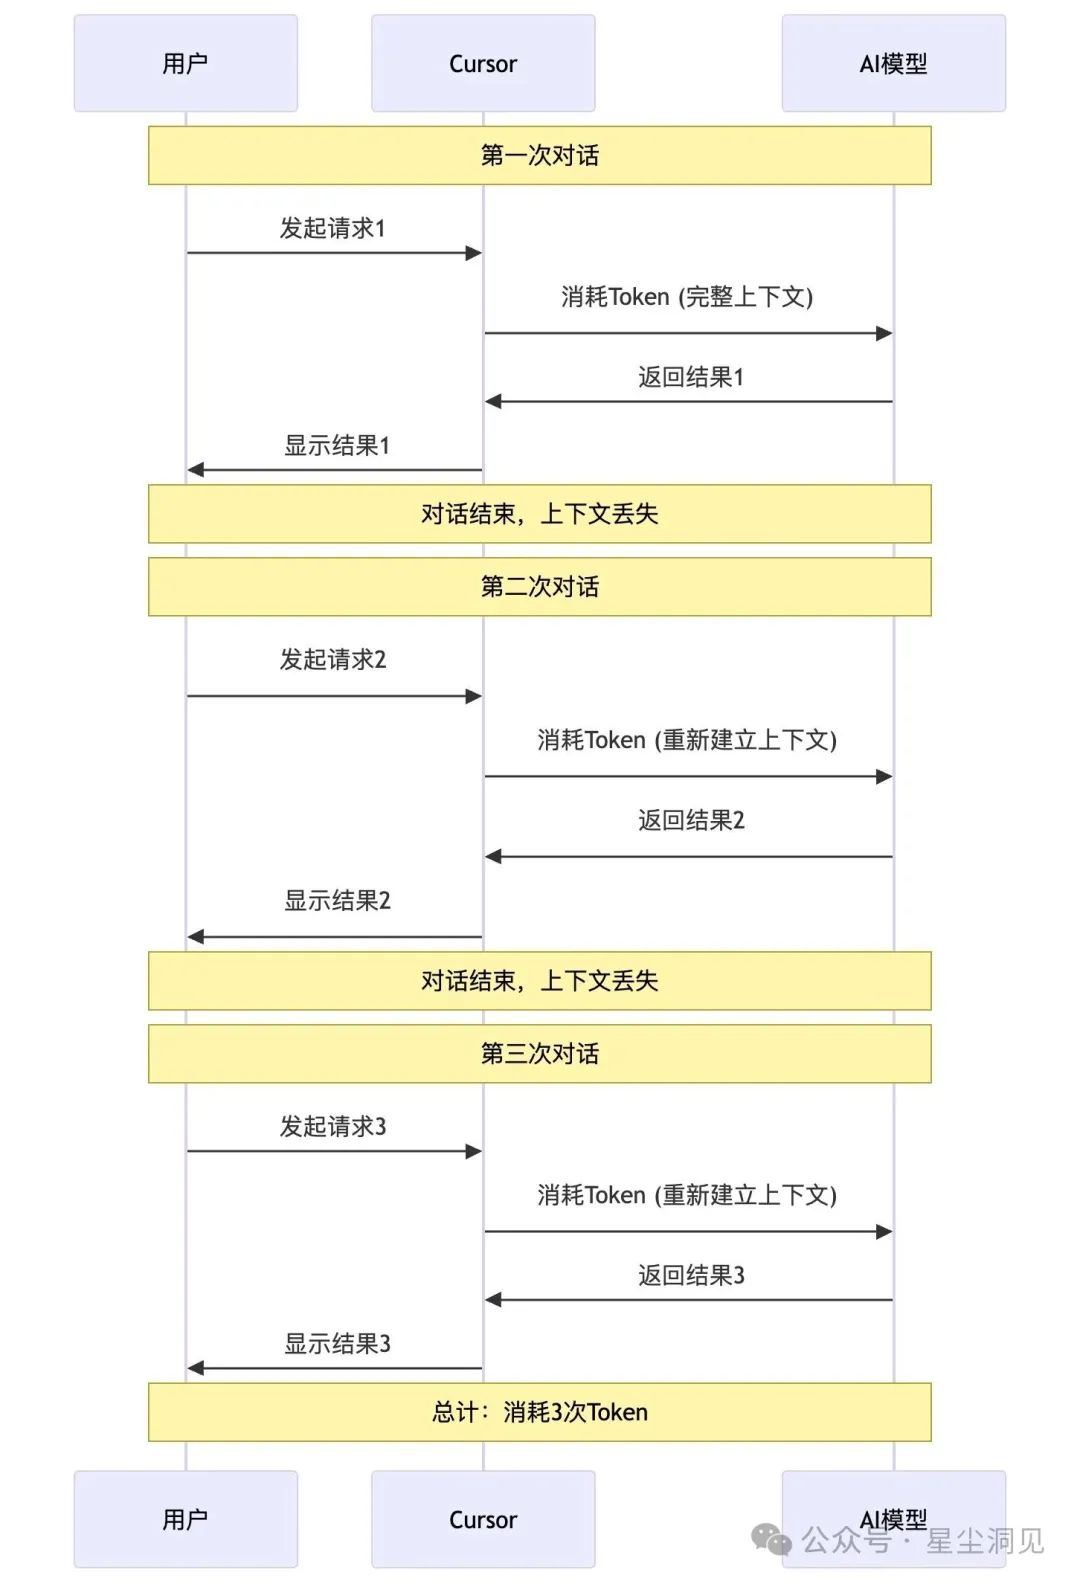 用户
Cursor
AI模型
第一次对话
发起请求1
消耗Token (完整上下文)
返回结果1
显示结果1
对话结束，上下文丢失
第二次对话
发起请求2
消耗Token (重新建立上下文)
返回结果2
显示结果2
对话结束，上下文丢失
第三次对话
发起请求3
消耗Token (重新建立上下文)
返回结果3
显示结果3
总计：消耗3次Token
用户
Cursor
AI模型
公众号·星尘洞见